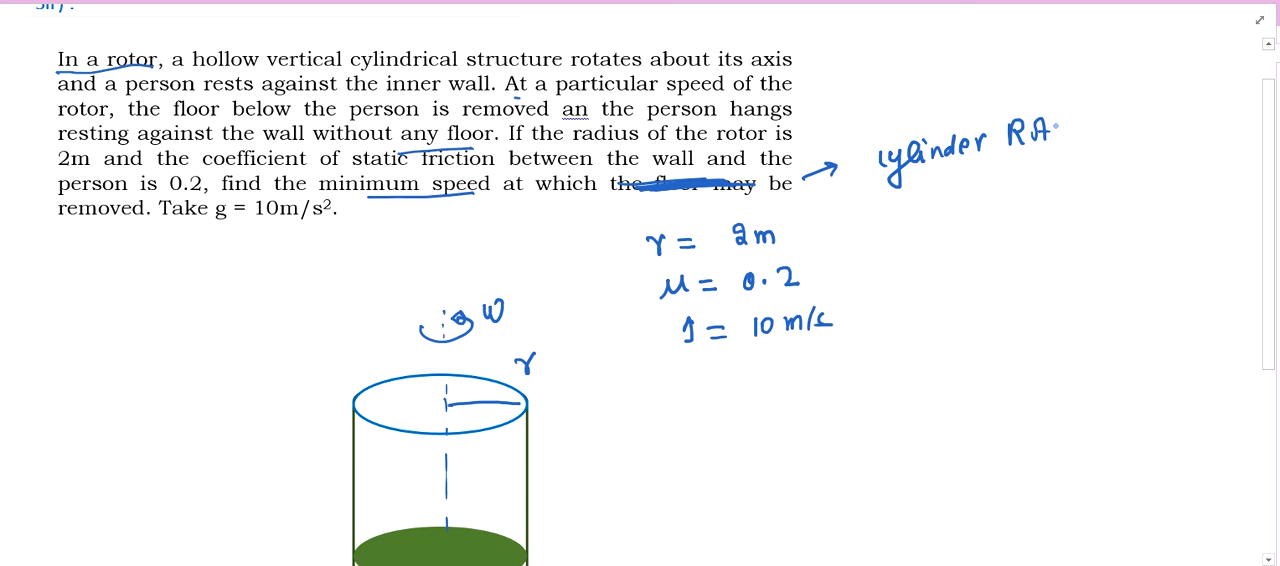 In a rotor, a hollow vertical cylindrical structure rotates about its axis
and a person rests against the inner wall. At a particular speed of the
rotor, the floor below the person is removed an the person hangs
resting against the wall without any floor. If the radius of the rotor is
2m and the coefficient of static friction between the wall and the
person is 0.2, find the minimum speed at which the floor may be
removed. Take g = 10m/s².
cylinder RA
r = 2m
μ = 0.2
g = 10 m/s
ω
r